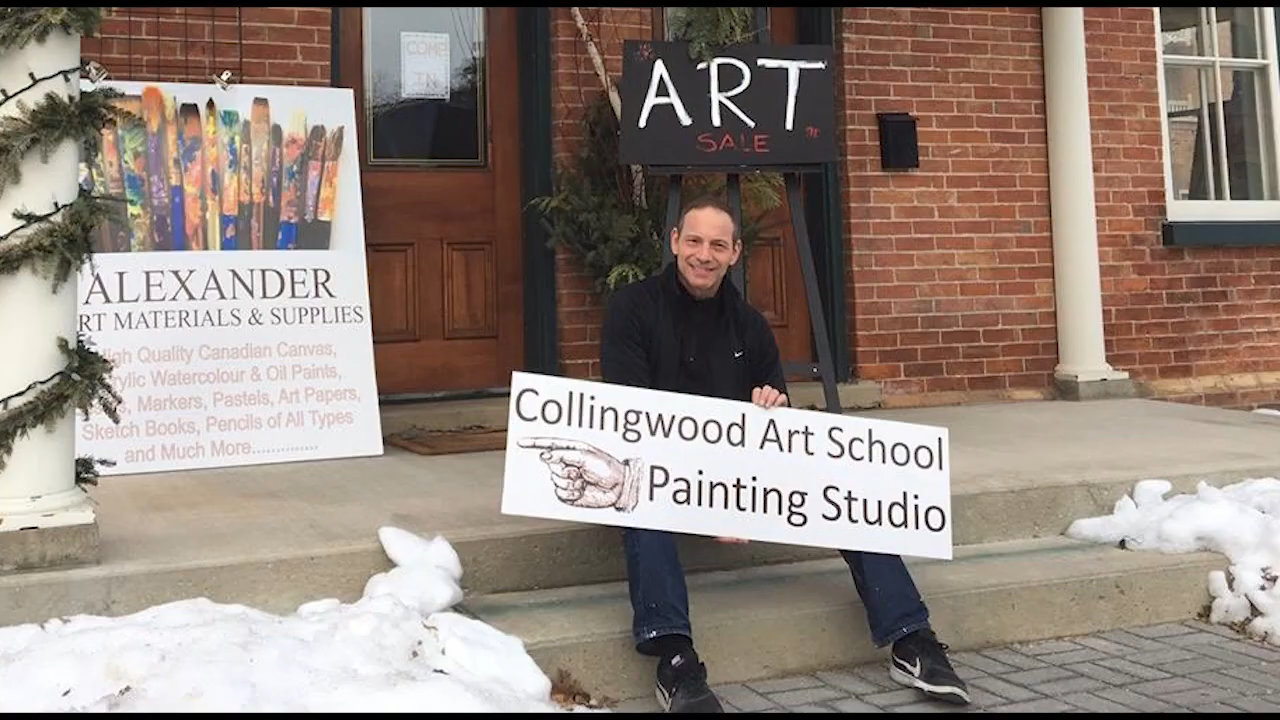 COME
IN
ART
SALE
ALEXANDER
RT MATERIALS & SUPPLIES
High Quality Canadian Canvas,
rylic Watercolour & Oil Paints,
Markers, Pastels, Art Papers,
Sketch Books, Pencils of All Types
and Much More..............
Collingwood Art School
Painting Studio